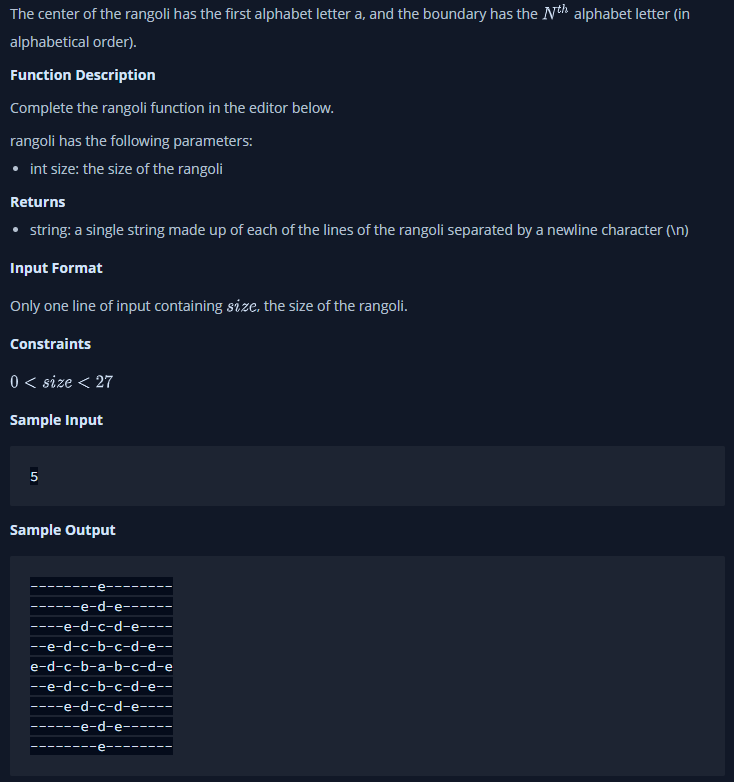 The center of the rangoli has the first alphabet letter a, and the boundary has the Nth alphabet letter (in
alphabetical order).
Function Description
Complete the rangoli function in the editor below.
rangoli has the following parameters:
• int size: the size of the rangoli
Returns
• string: a single string made up of each of the lines of the rangoli separated by a newline character (\n)
Input Format
Only one line of input containing size, the size of the rangoli.
Constraints
0 < size < 27
Sample Input
5
Sample Output
--------e--------
------e-d-e------
----e-d-c-d-e----
--e-d-c-b-c-d-e--
e-d-c-b-a-b-c-d-e
--e-d-c-b-c-d-e--
----e-d-c-d-e----
------e-d-e------
--------e--------